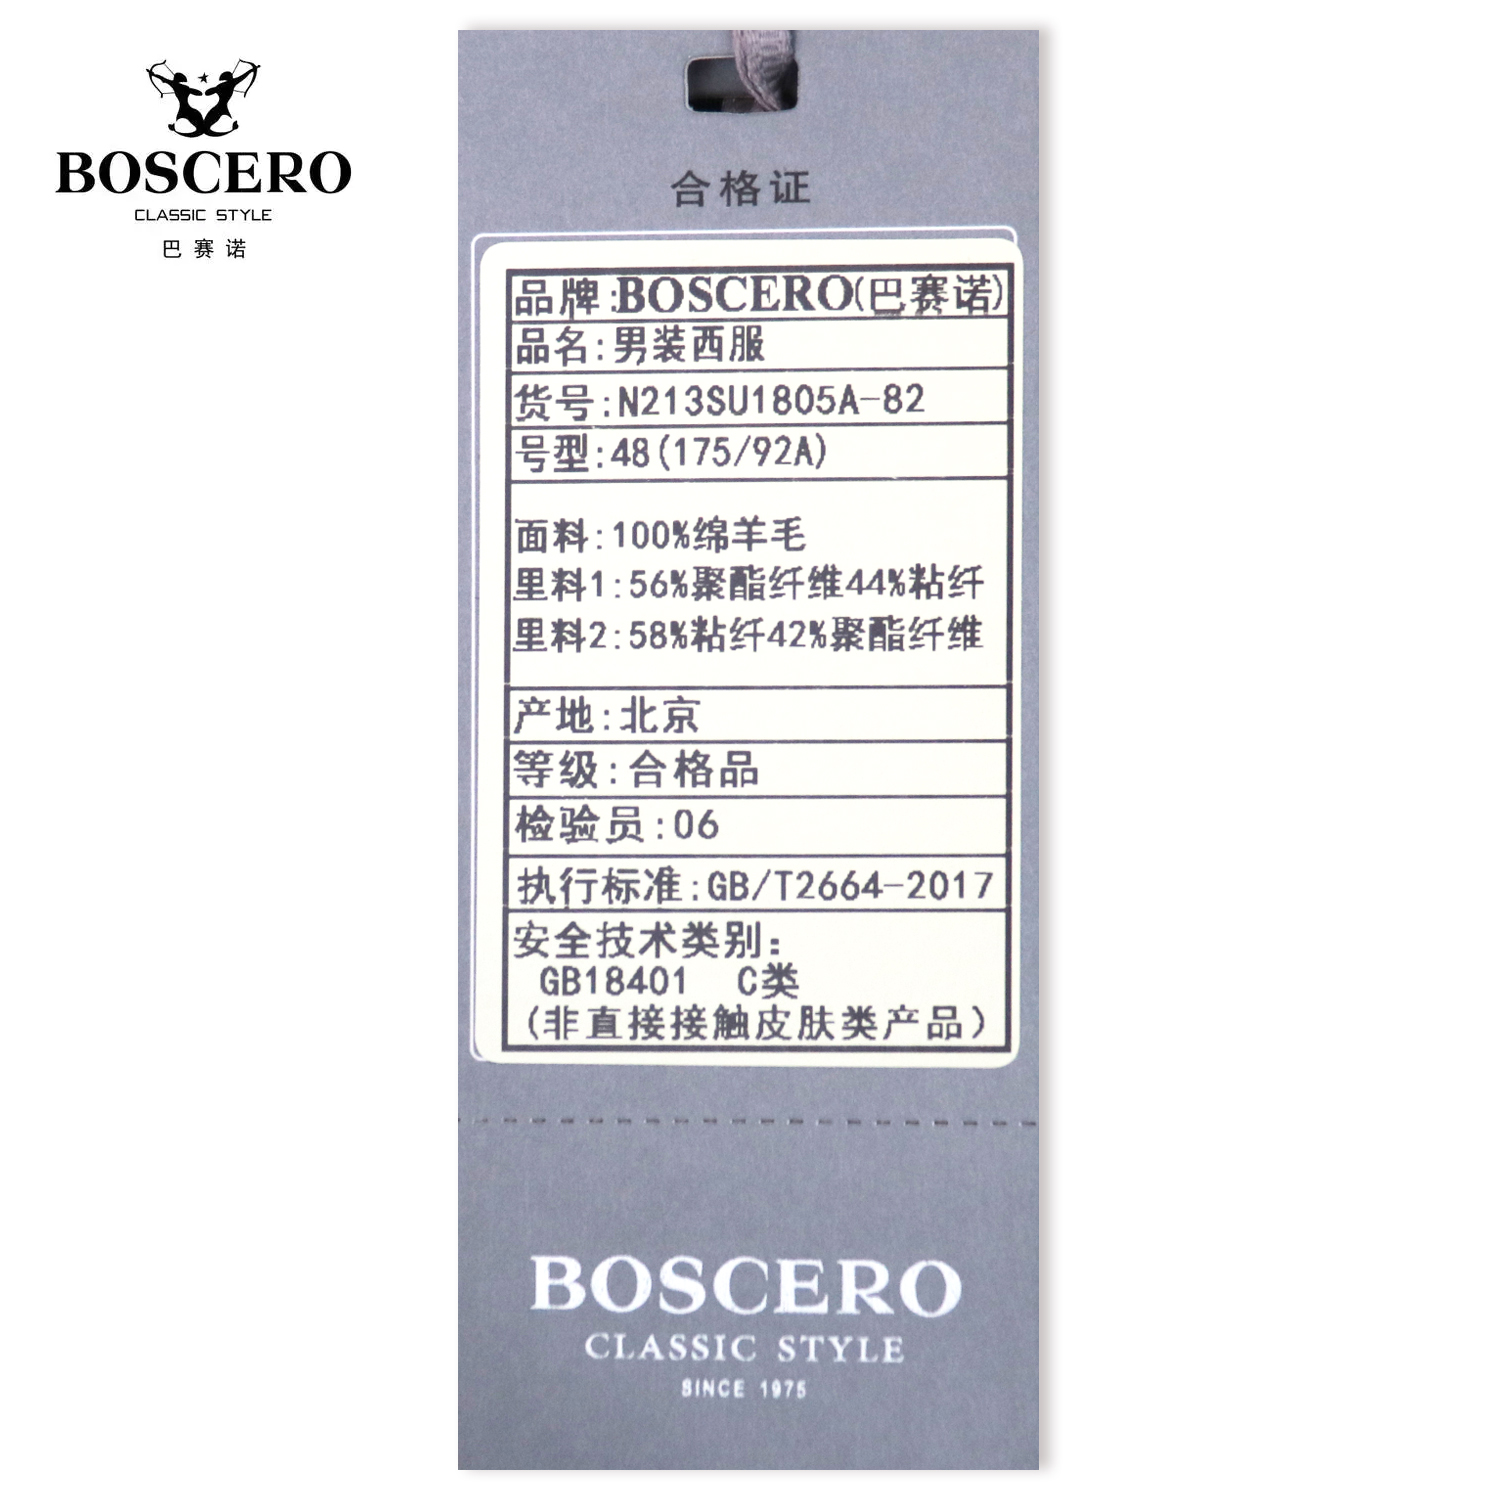 BOSCERO
CLASSIC STYLE
巴赛诺
合格证
品牌:BOSCERO(巴赛诺)
品名:男装西服
货号:N213SU1805A-82
号型:48(175/92A)
面料:100%绵羊毛
里料1:56%聚酯纤维44%粘纤
里料2:58%粘纤42%聚酯纤维
产地:北京
等级:合格品
检验员:06
执行标准:GB/T2664-2017
安全技术类别:
GB18401 C类
(非直接接触皮肤类产品)
BOSCERO
CLASSIC STYLE
SINCE 1975